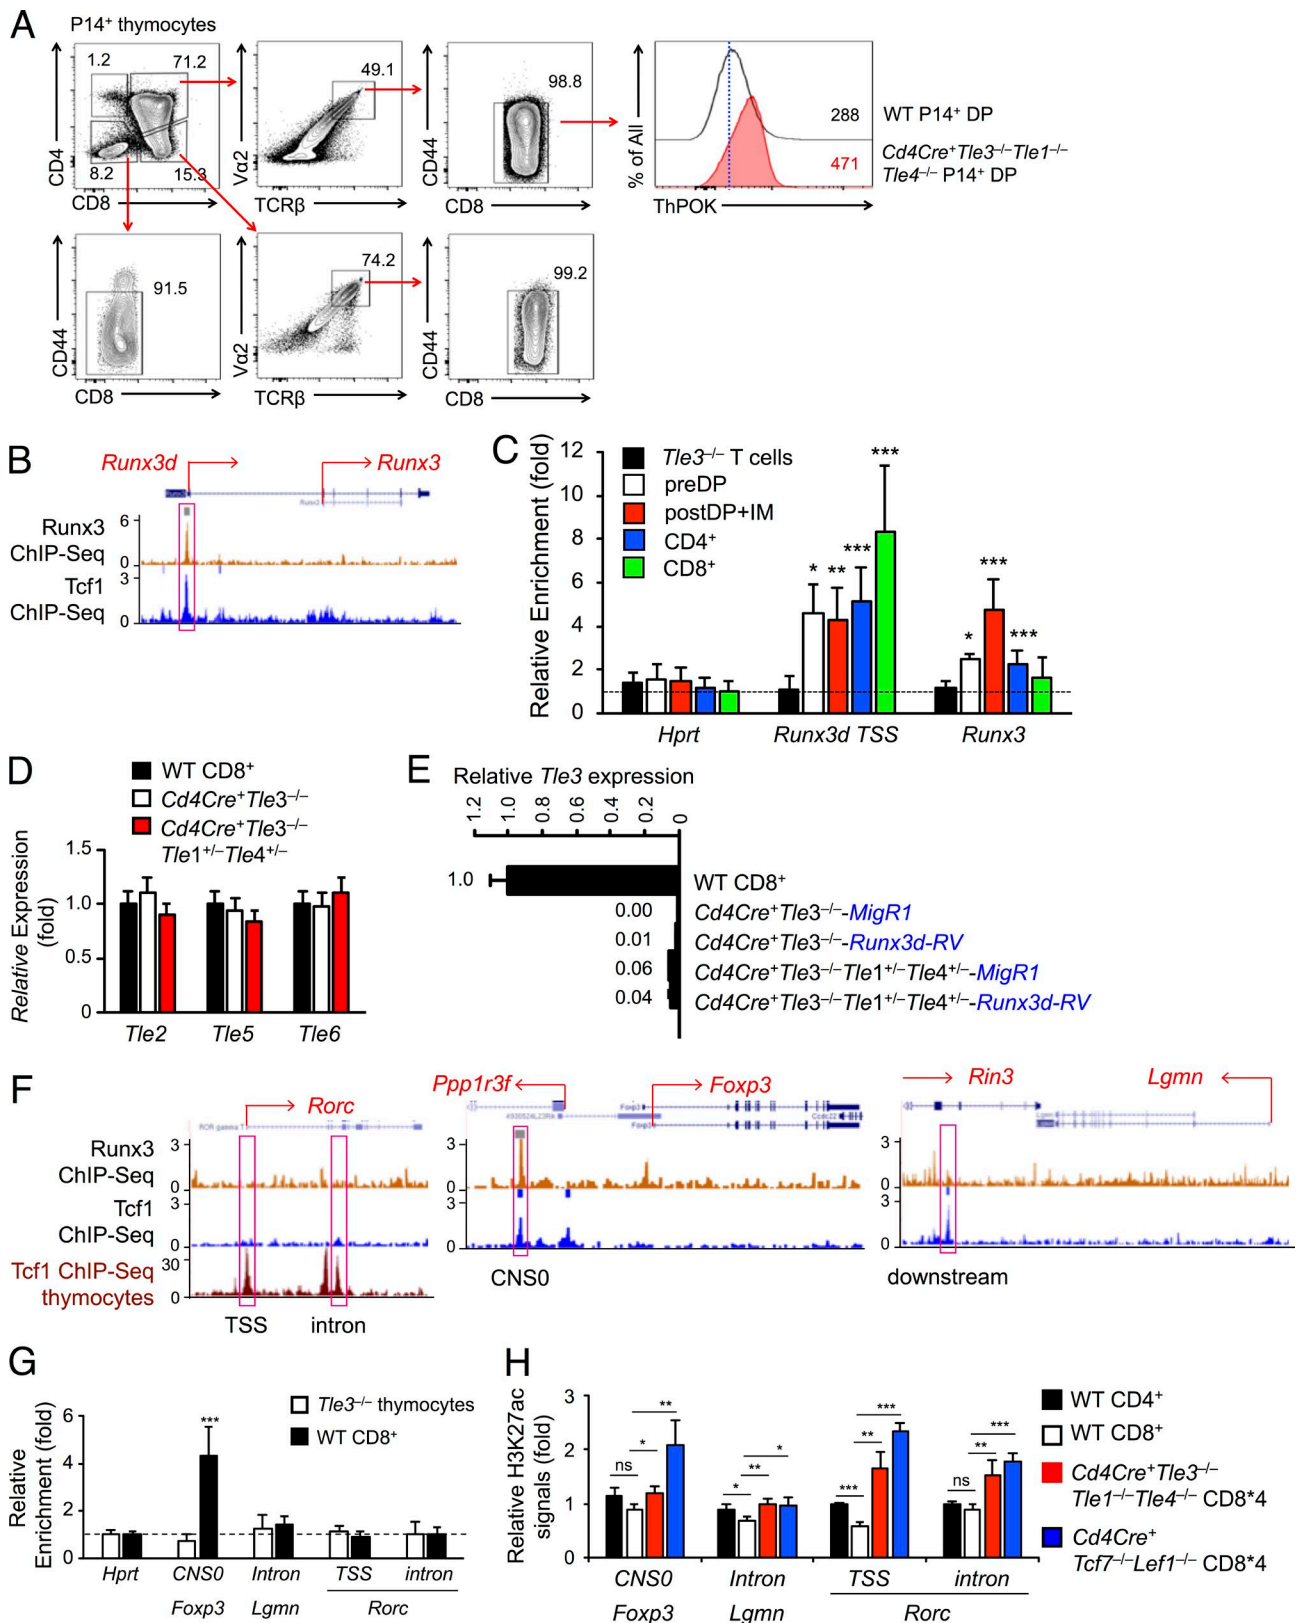 A
P14+ thymocytes
1.2
71.2
8.2
15.3
CD4
CD8
49.1
Vα2
TCRβ
98.8
CD44
CD8
% of All
288
471
ThPOK
WT P14+ DP
Cd4Cre+Tle3–/–Tle1–/–
Tle4–/– P14+ DP
91.5
CD44
CD8
74.2
Vα2
TCRβ
99.2
CD44
CD8
B
Runx3d
Runx3
Runx3
ChIP-Seq
6
0
Tcf1
ChIP-Seq
3
0
C
Relative Enrichment (fold)
12
10
8
6
4
2
0
Tle3–/– T cells
preDP
postDP+IM
CD4+
CD8+
* ** *** ***
* *** ***
Hprt
Runx3d TSS
Runx3
D
WT CD8+
Cd4Cre+Tle3–/–
Cd4Cre+Tle3–/–
Tle1+/–Tle4+/–
Relative Expression
(fold)
1.5
1.0
0.5
0
Tle2
Tle5
Tle6
E
Relative Tle3 expression
1.2
1.0
0.8
0.6
0.4
0.2
0
1.0 WT CD8+
0.00 Cd4Cre+Tle3–/–-MigR1
0.01 Cd4Cre+Tle3–/–-Runx3d-RV
0.06 Cd4Cre+Tle3–/–Tle1+/–Tle4+/–-MigR1
0.04 Cd4Cre+Tle3–/–Tle1+/–Tle4+/–-Runx3d-RV
F
Rorc
ROR gamma T
Runx3
ChIP-Seq
3
0
Tcf1
ChIP-Seq
3
0
Tcf1 ChIP-Seq
thymocytes
30
0
TSS
intron
Ppp1r3f
Foxp3
Foxp3
Foxp3
Ccdc22
3
0
3
0
CNS0
Rin3
Lgmn
Lgmn
3
0
3
0
downstream
G
Relative
Enrichment (fold)
6
4
2
0
Tle3–/– thymocytes
WT CD8+
***
Hprt
CNS0
Intron
TSS
intron
Foxp3
Lgmn
Rorc
H
Relative H3K27ac
signals (fold)
3
2
1
0
ns * **
* ** *
*** ** ***
ns ** ***
WT CD4+
WT CD8+
Cd4Cre+Tle3–/–
Tle1–/–Tle4–/– CD8*4
Cd4Cre+
Tcf7–/–Lef1–/– CD8*4
CNS0
Intron
TSS
intron
Foxp3
Lgmn
Rorc